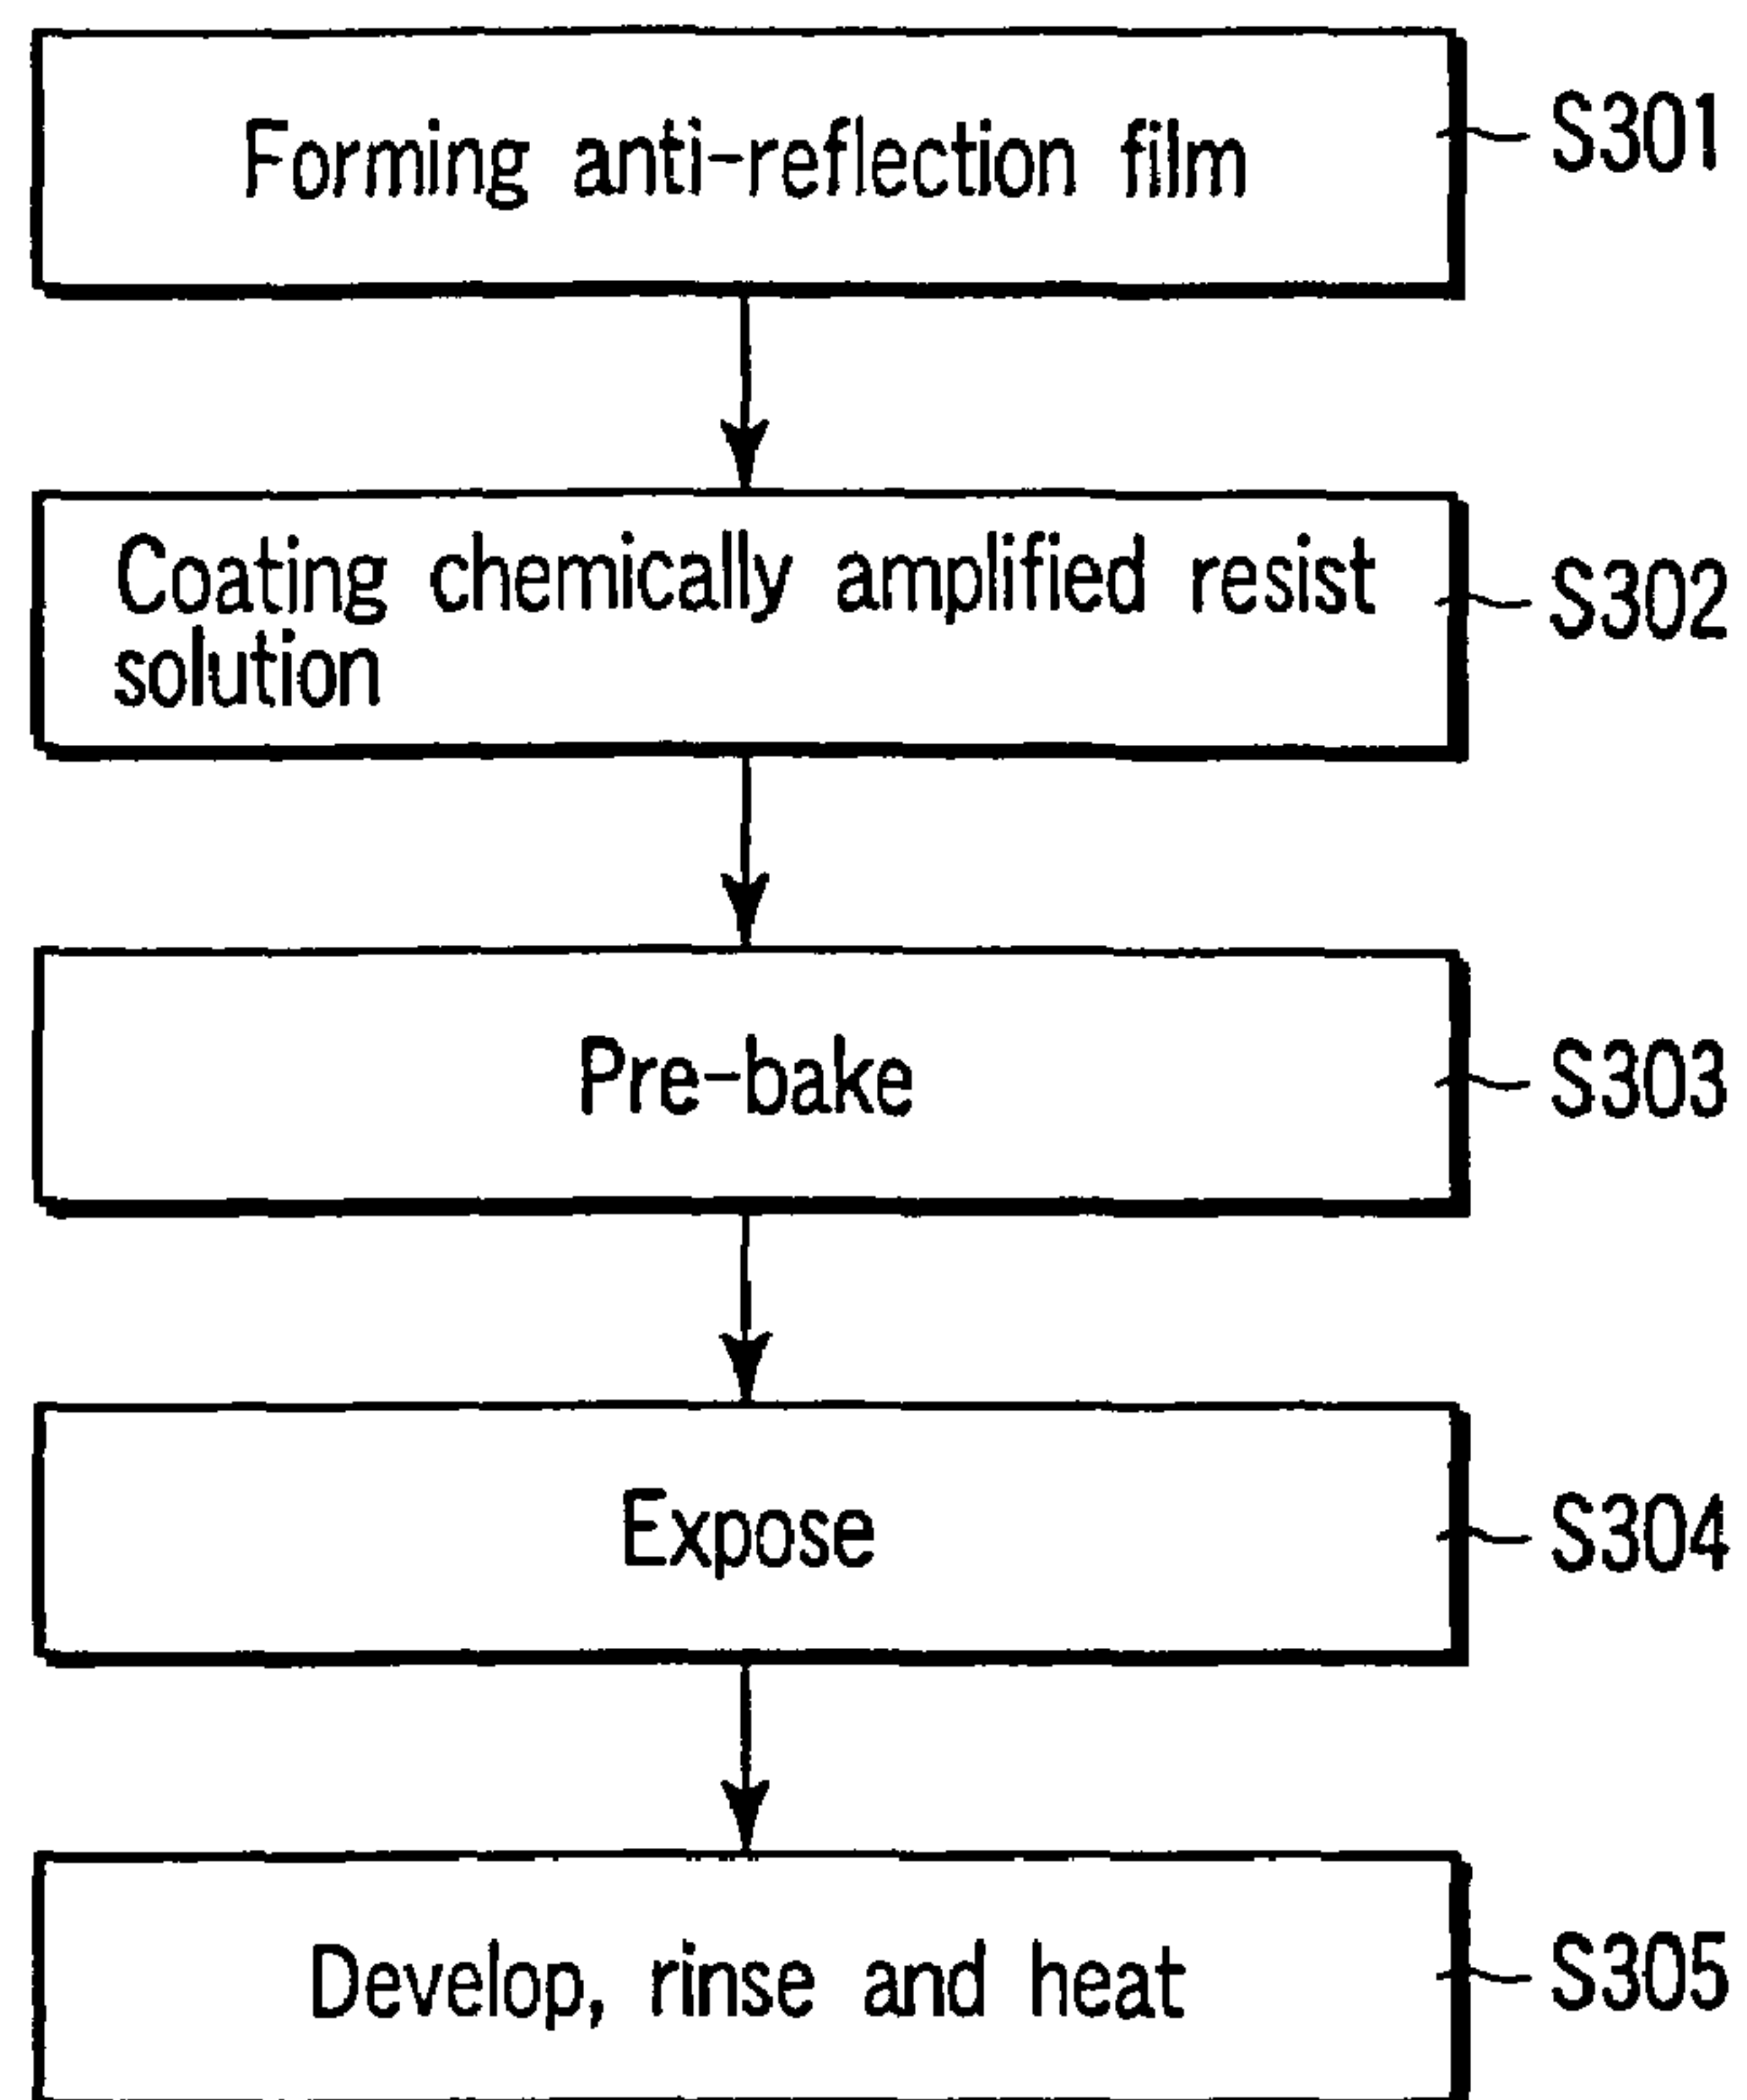 Forming anti-reflection film
S301
Coating chemically amplified resist
solution
S302
Pre-bake
S303
Expose
S304
Develop, rinse and heat
S305